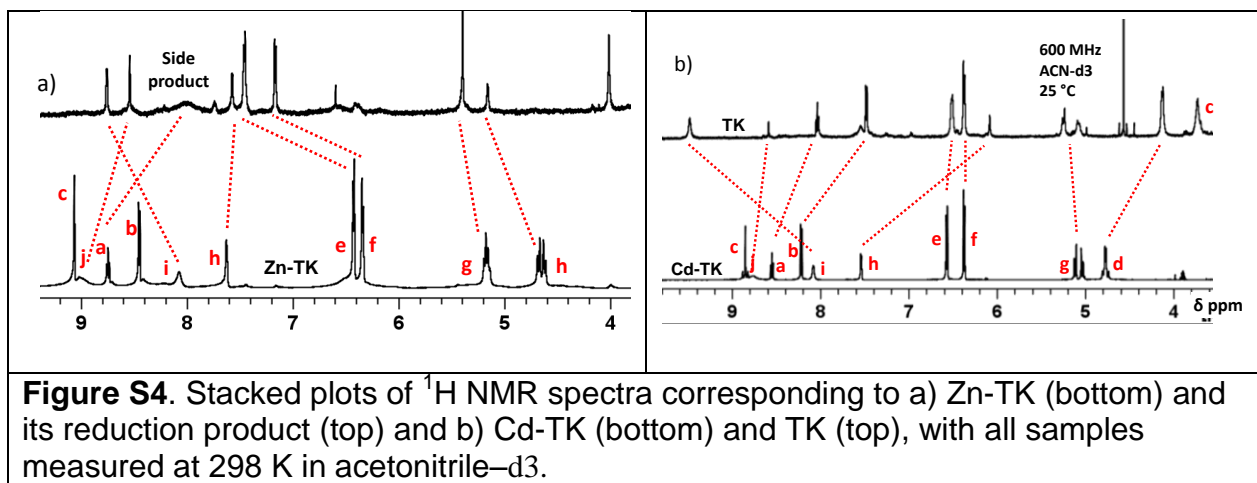 a)
Side
product
c
j
a
b
i
h
Zn-TK
e
f
g
h
9 8 7 6 5 4
b)
600 MHz
ACN-d3
25 °C
TK
c
c
j
a
b
i
h
e
f
g
d
Cd-TK
9 8 7 6 5 4 δ ppm
Figure S4. Stacked plots of ¹H NMR spectra corresponding to a) Zn-TK (bottom) and
its reduction product (top) and b) Cd-TK (bottom) and TK (top), with all samples
measured at 298 K in acetonitrile–d3.